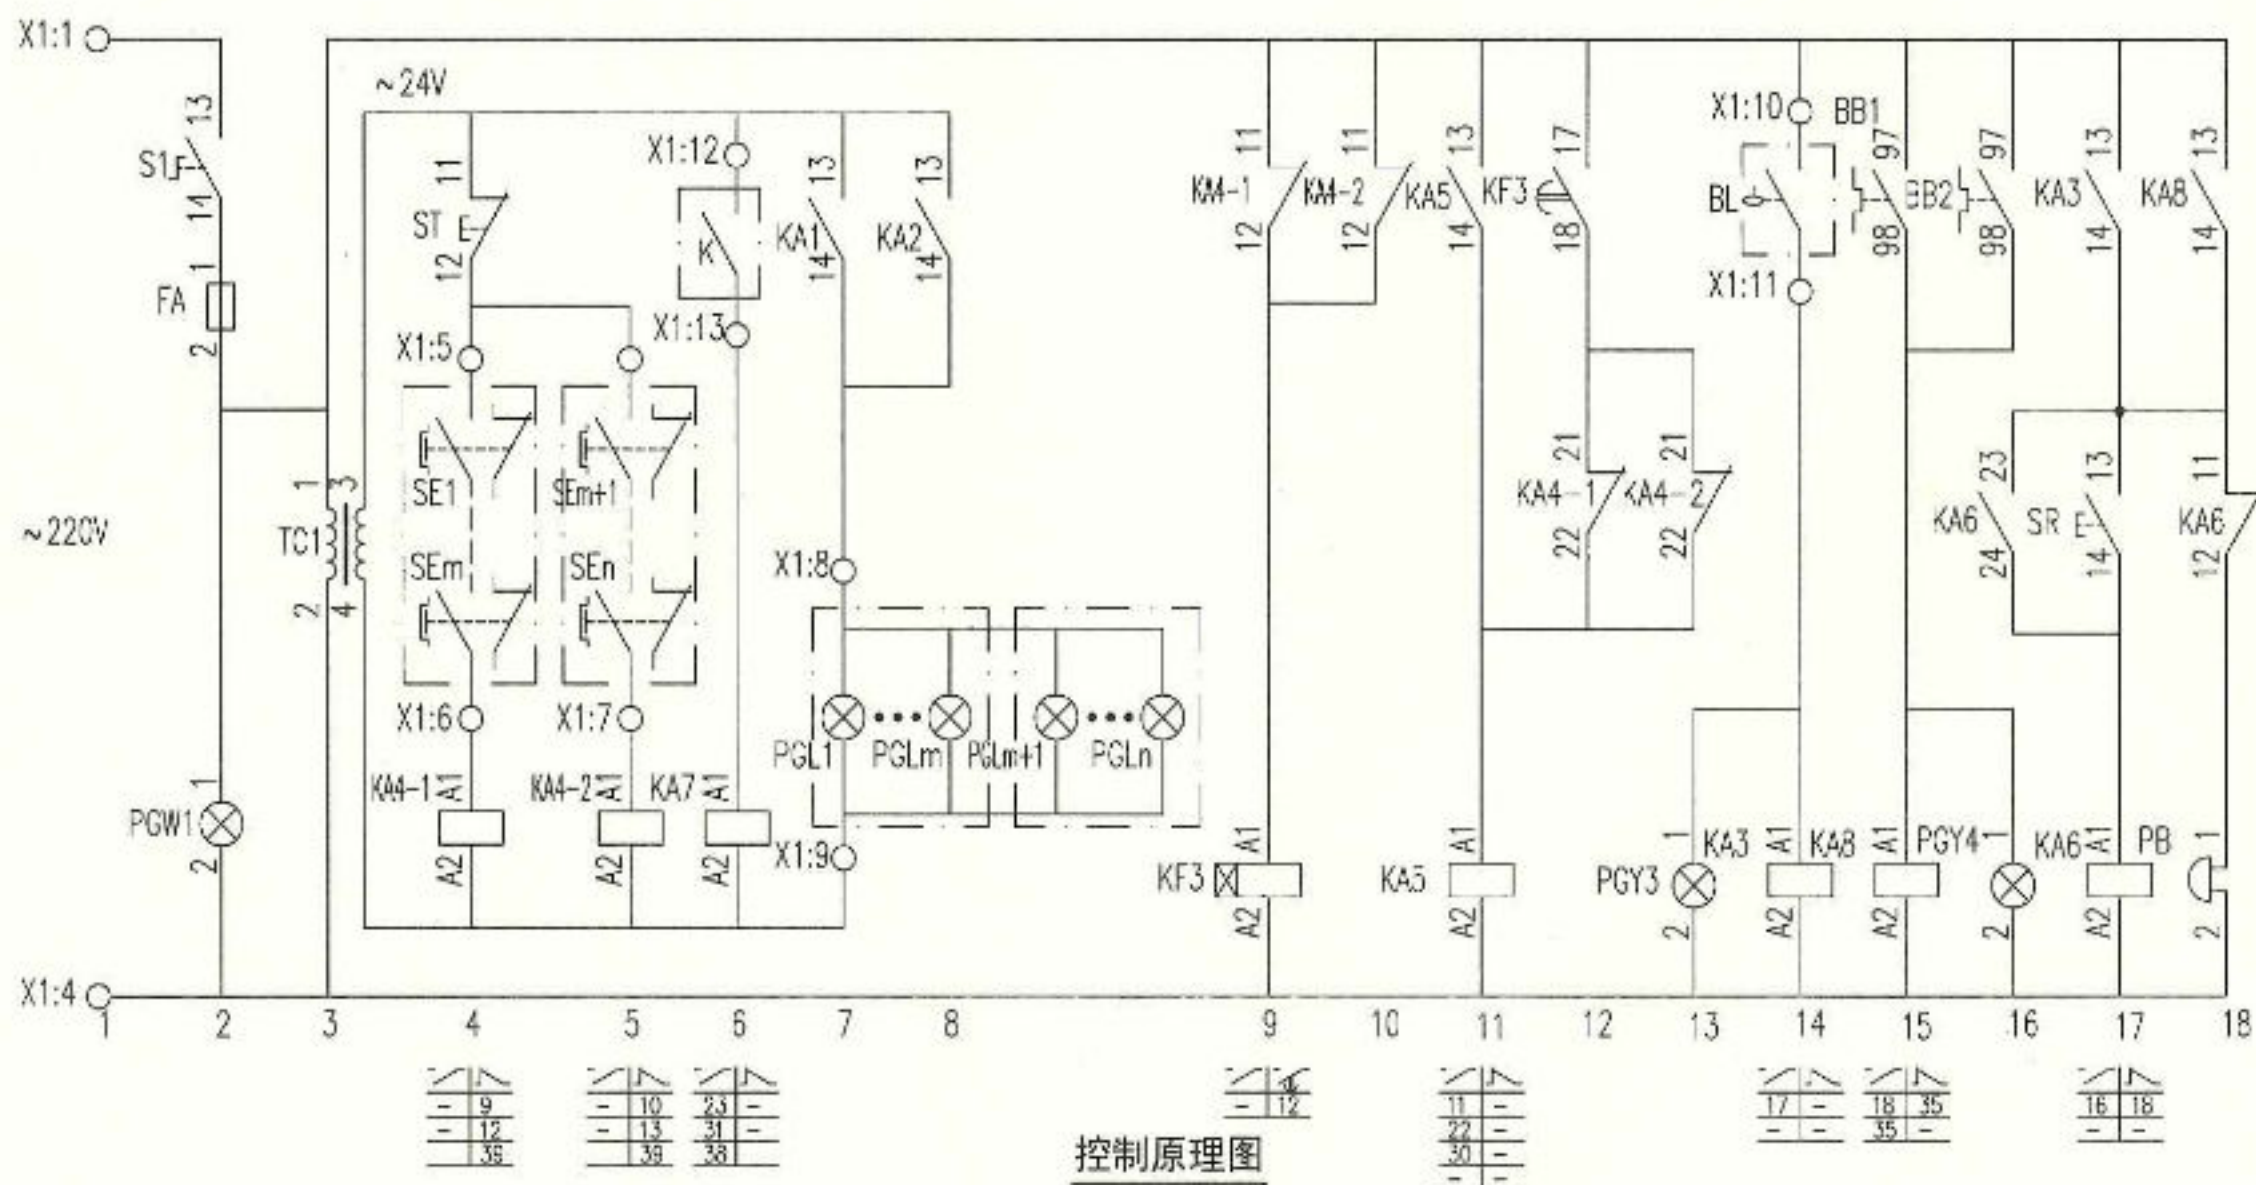 X1:1
~24V
13
S1
14
1
FA
2
~220V
1
3
TC1
2
4
1
PGW1
2
X1:4
11
ST
12
X1:5
SE1
SEm
X1:6
KA4-1
A1
A2
SEm+1
SEn
X1:7
KA4-2
A1
A2
X1:12
K
X1:13
KA7
A1
A2
13
KA1
14
13
KA2
14
X1:8
PGL1
PGLm
PGLm+1
PGLn
X1:9
11
KA4-1
12
KF3
A1
A2
11
KA4-2
12
13
KA5
14
A1
A2
17
KF3
18
21
KA4-1
22
21
KA4-2
22
X1:10
BL
X1:11
1
PGY3
2
KA3
A1
A2
BB1
97
98
KA8
A1
A2
BB2
97
98
PGY4
1
2
13
KA3
14
13
KA8
14
23
KA6
24
13
SR
14
11
KA6
12
KA6
A1
A2
PB
1
2
1 2 3 4 5 6 7 8 9 10 11 12 13 14 15 16 17 18
- 9
- 12
39
- 10
- 13
39
23 -
31 -
38
- 12
11 -
22 -
30 -
- -
17 -
- -
18 35
35 -
16 18
- -
控制原理图